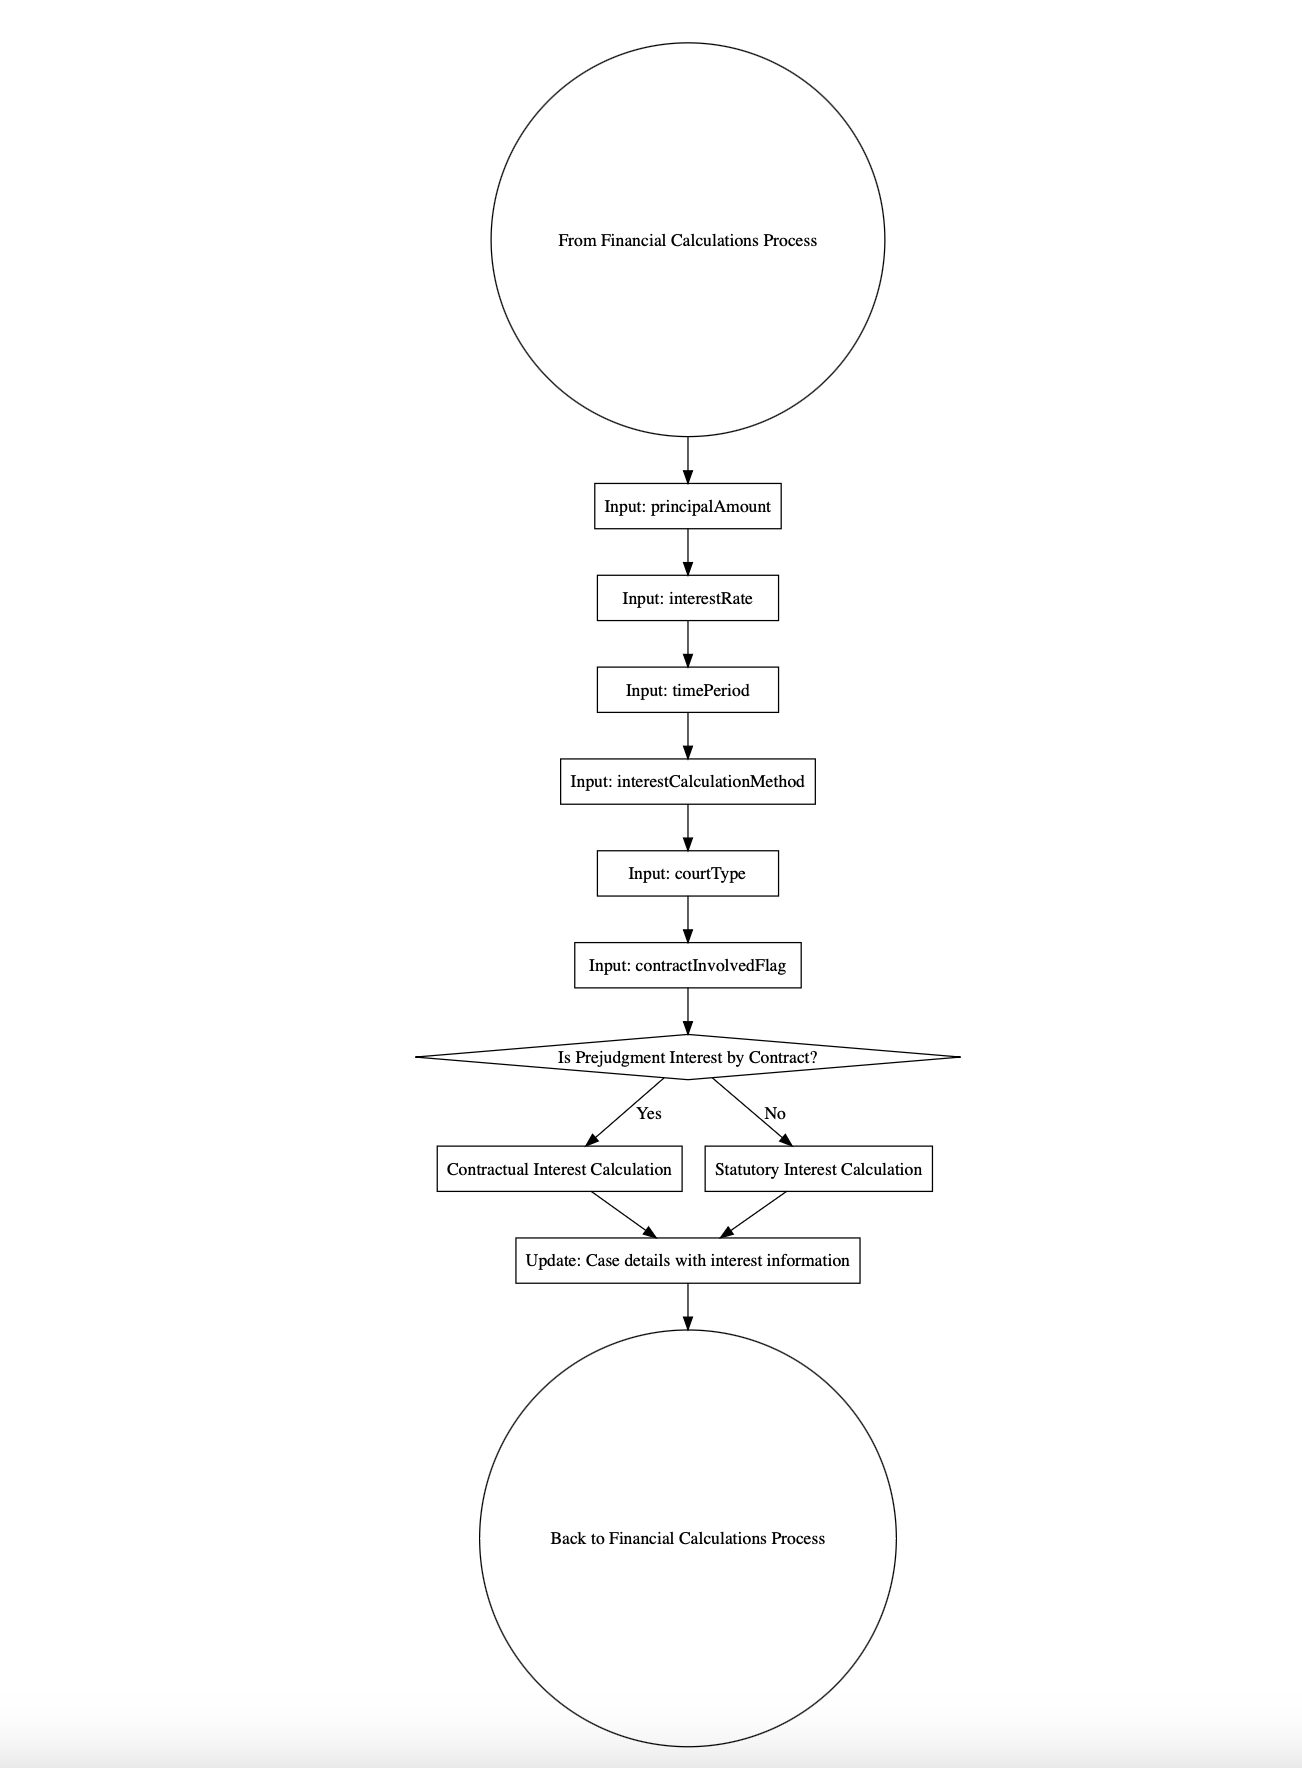 From Financial Calculations Process
Input: principalAmount
Input: interestRate
Input: timePeriod
Input: interestCalculationMethod
Input: courtType
Input: contractInvolvedFlag
Is Prejudgment Interest by Contract?
Yes
No
Contractual Interest Calculation
Statutory Interest Calculation
Update: Case details with interest information
Back to Financial Calculations Process